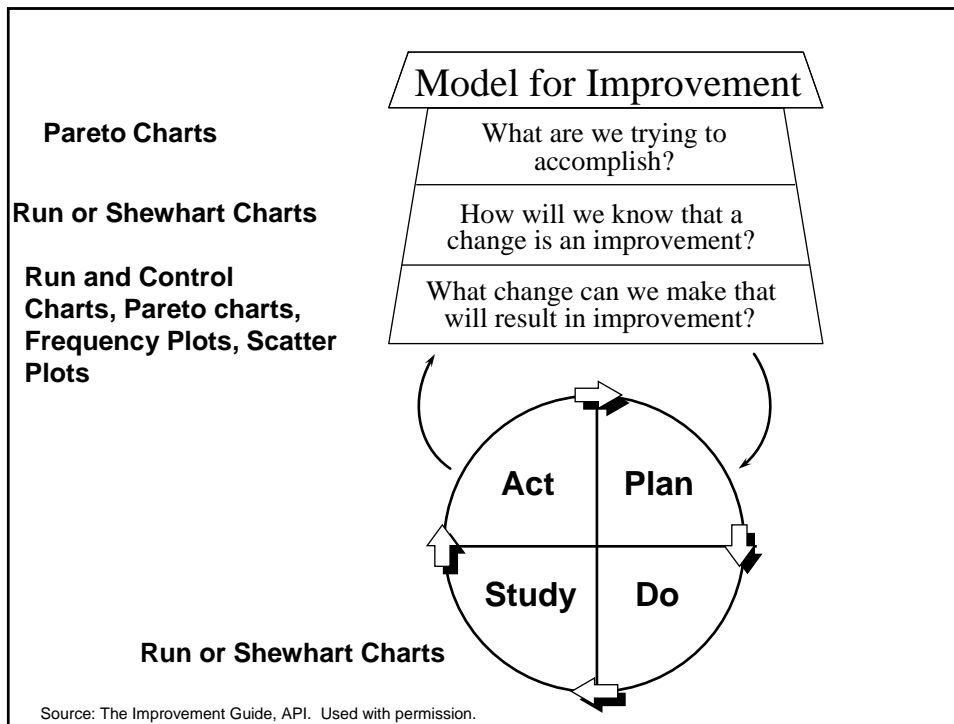 Model for Improvement
Pareto Charts
What are we trying to
accomplish?
Run or Shewhart Charts
How will we know that a
change is an improvement?
Run and Control
Charts, Pareto charts,
Frequency Plots, Scatter
Plots
What change can we make that
will result in improvement?
Act
Plan
Study
Do
Run or Shewhart Charts
Source: The Improvement Guide, API. Used with permission.